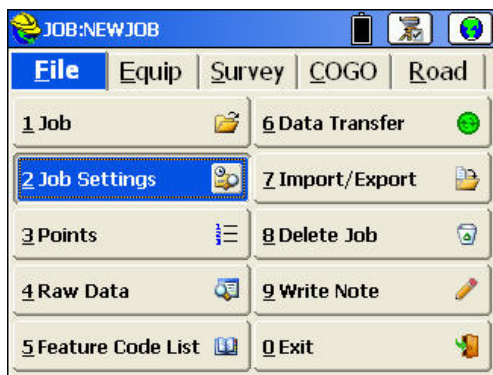 JOB:NEWJOB
File Equip Survey COGO Road
1 Job 6 Data Transfer
2 Job Settings 7 Import/Export
3 Points 8 Delete Job
4 Raw Data 9 Write Note
5 Feature Code List 0 Exit